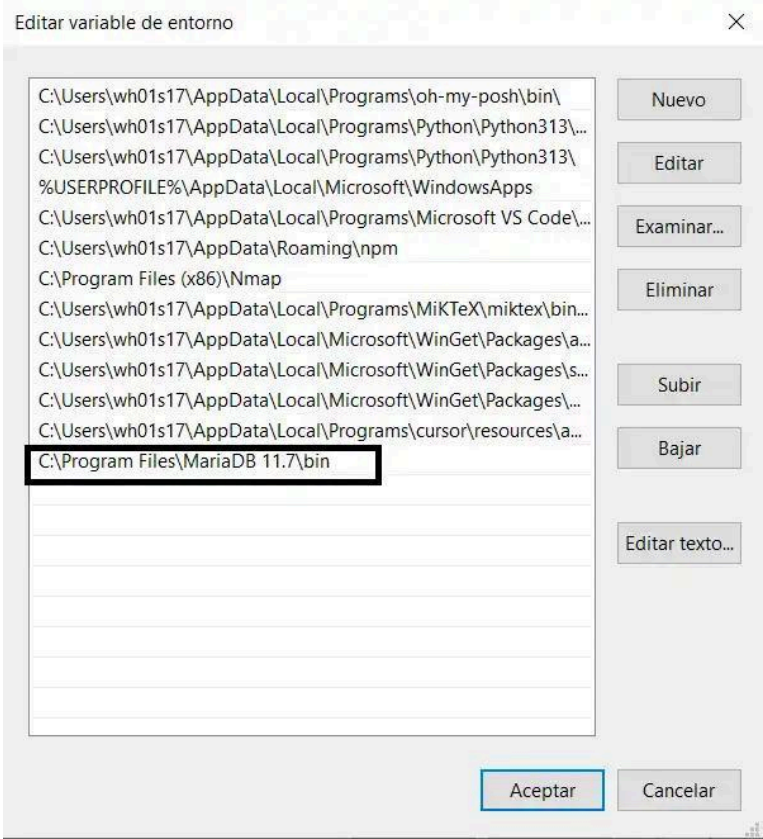 Editar variable de entorno
C:\Users\wh01s17\AppData\Local\Programs\oh-my-posh\bin\
C:\Users\wh01s17\AppData\Local\Programs\Python\Python313\...
C:\Users\wh01s17\AppData\Local\Programs\Python\Python313\
%USERPROFILE%\AppData\Local\Microsoft\WindowsApps
C:\Users\wh01s17\AppData\Local\Programs\Microsoft VS Code\...
C:\Users\wh01s17\AppData\Roaming\npm
C:\Program Files (x86)\Nmap
C:\Users\wh01s17\AppData\Local\Programs\MiKTeX\miktex\bin...
C:\Users\wh01s17\AppData\Local\Microsoft\WinGet\Packages\a...
C:\Users\wh01s17\AppData\Local\Microsoft\WinGet\Packages\s...
C:\Users\wh01s17\AppData\Local\Microsoft\WinGet\Packages\...
C:\Users\wh01s17\AppData\Local\Programs\cursor\resources\a...
C:\Program Files\MariaDB 11.7\bin
Nuevo
Editar
Examinar...
Eliminar
Subir
Bajar
Editar texto...
Aceptar
Cancelar